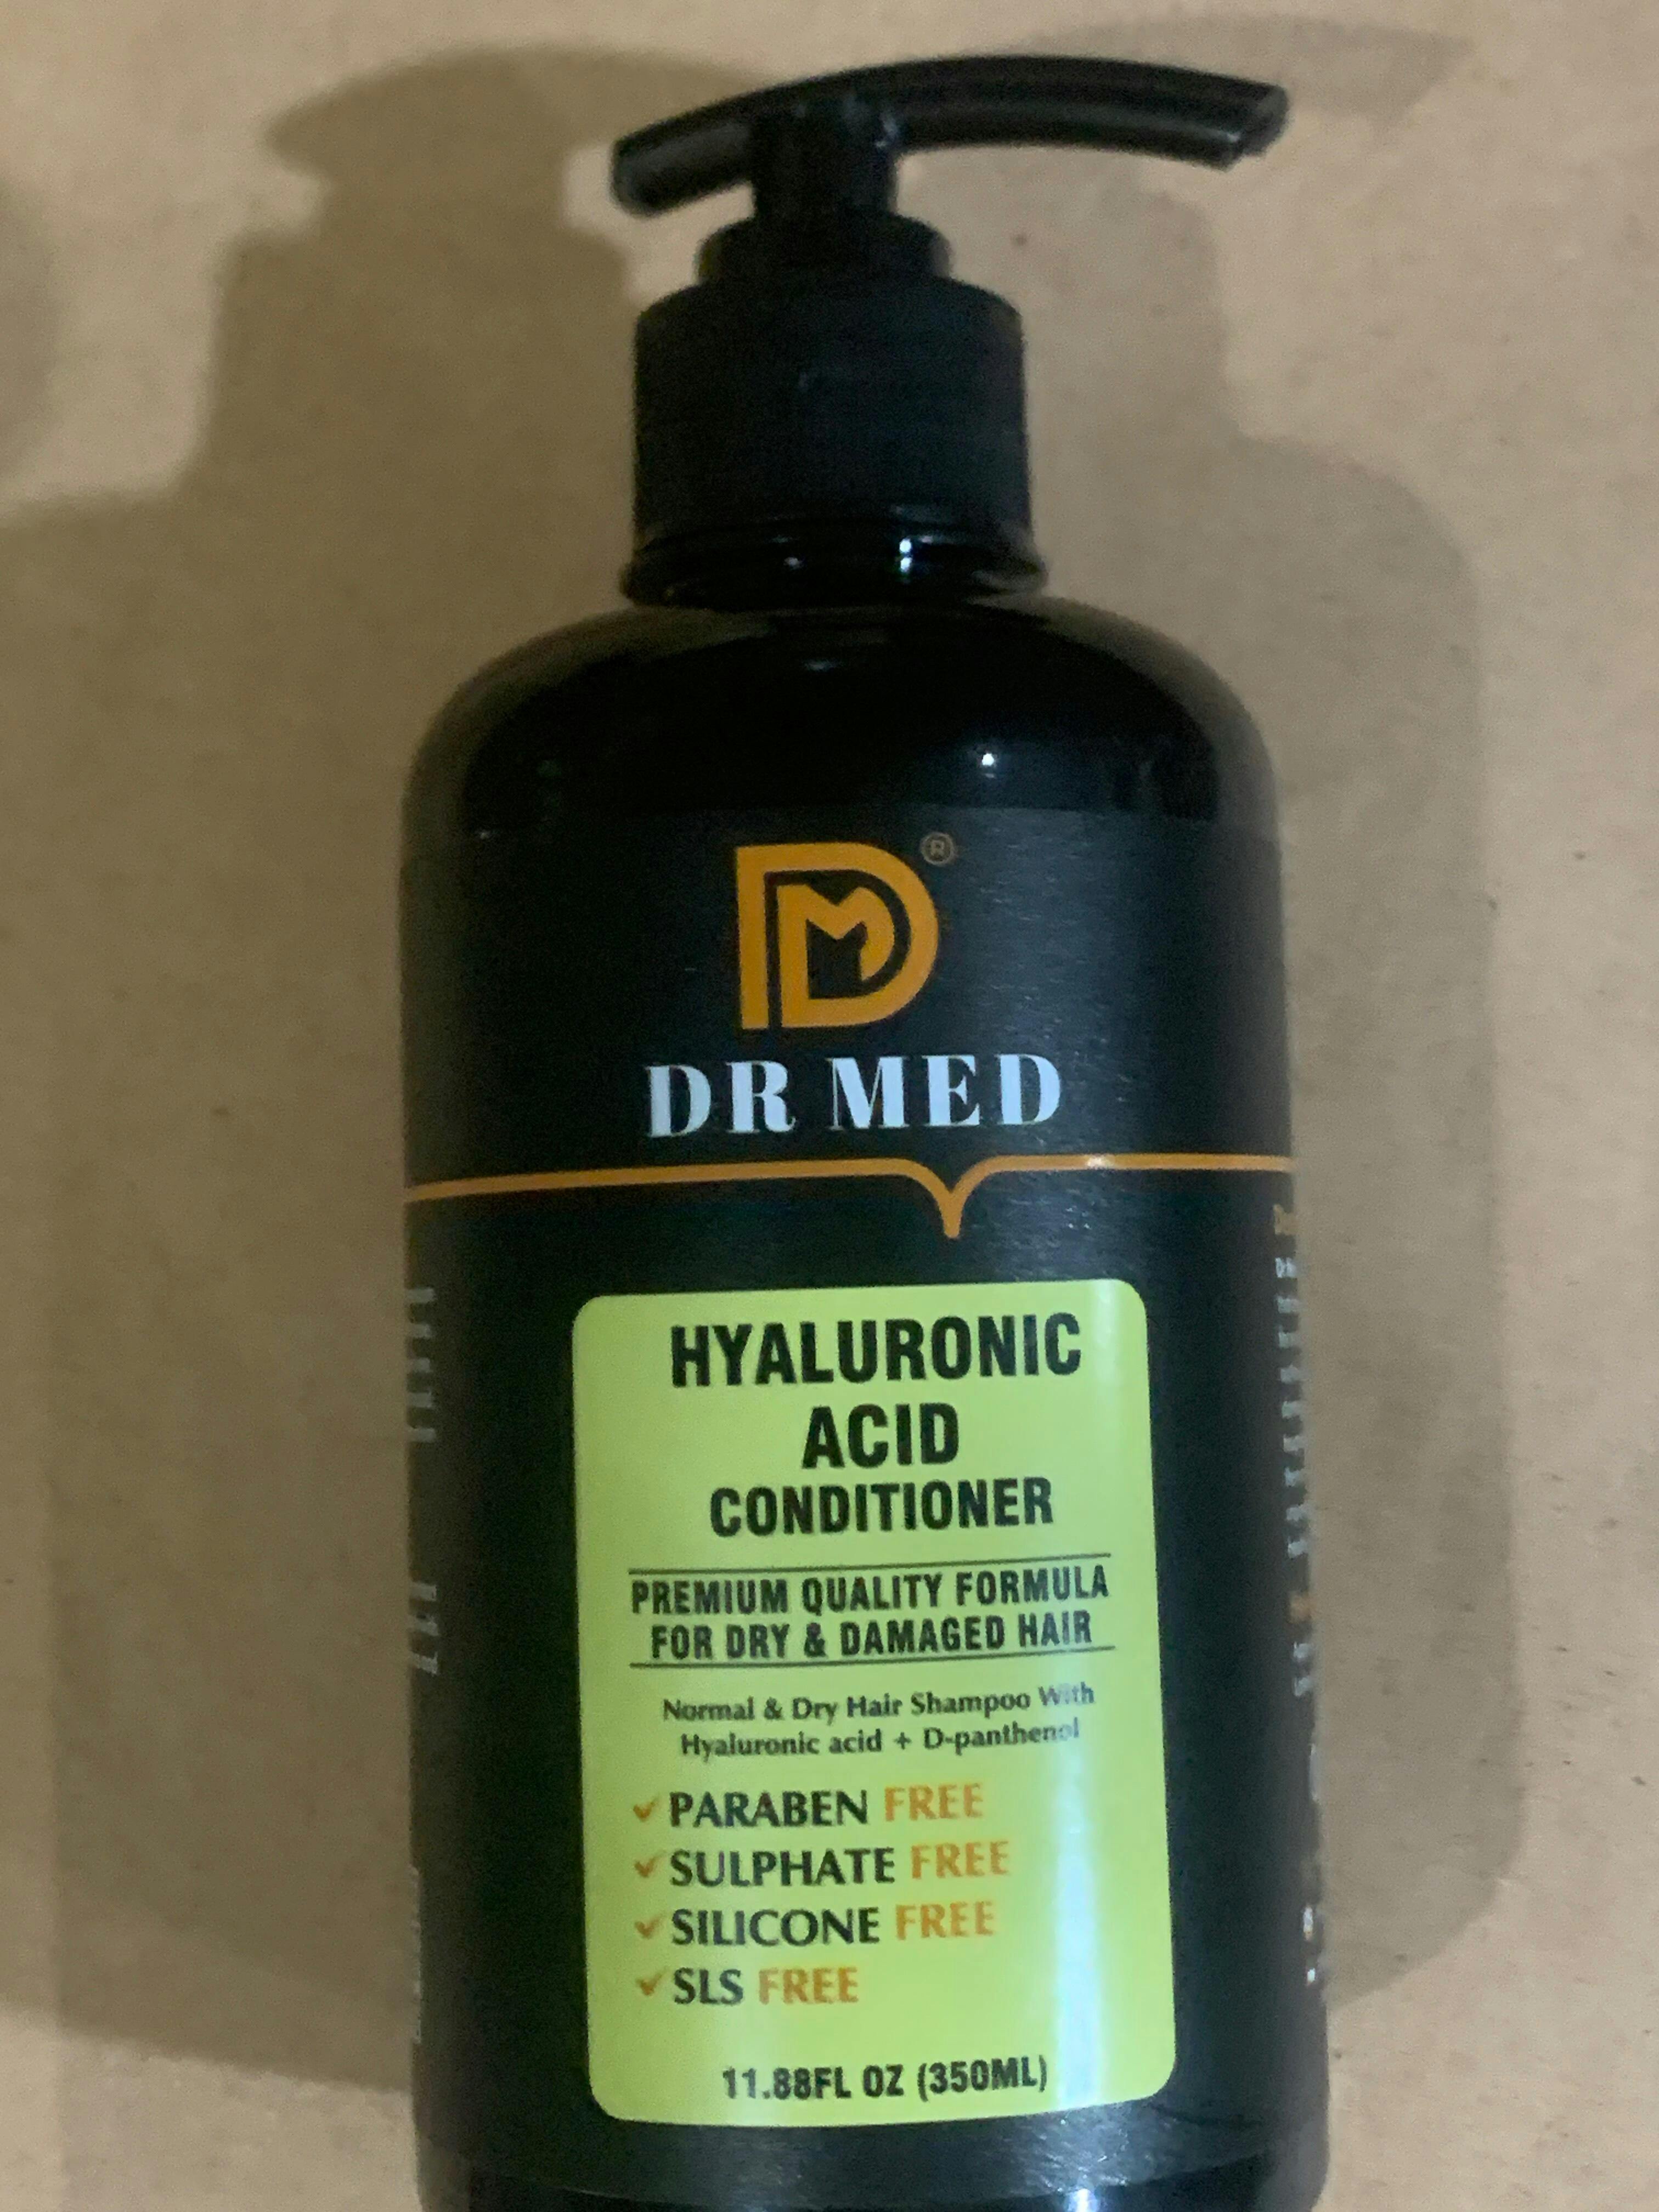 DM®
DR MED
HYALURONIC
ACID
CONDITIONER
PREMIUM QUALITY FORMULA
FOR DRY & DAMAGED HAIR
Normal & Dry Hair Shampoo With
Hyaluronic acid + D-panthenol
PARABEN FREE
SULPHATE FREE
SILICONE FREE
SLS FREE
11.88FL OZ (350ML)